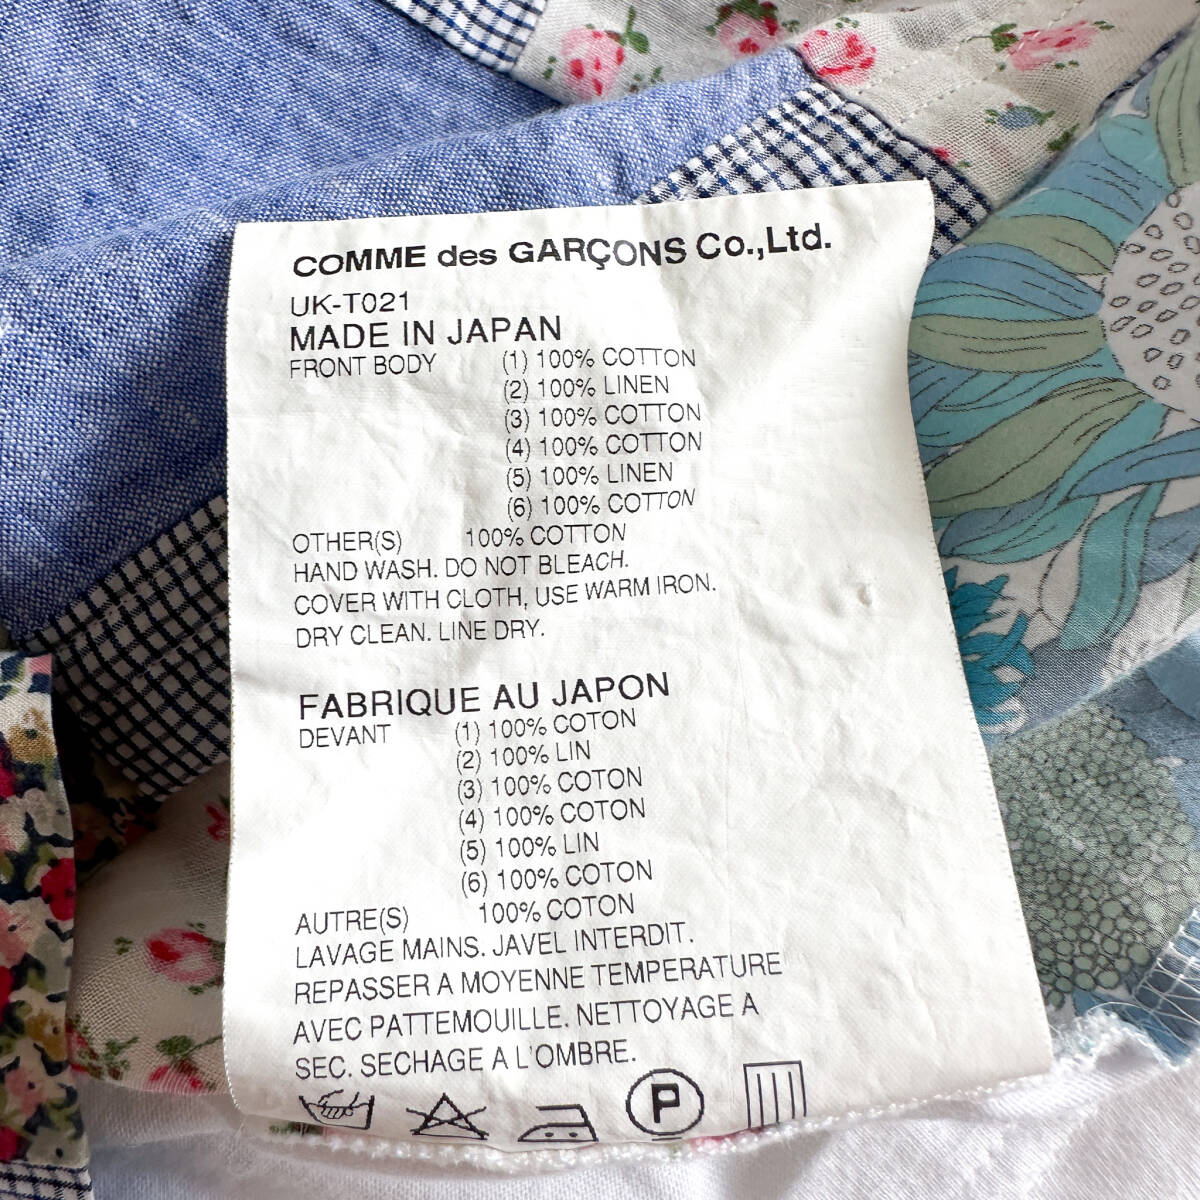 COMME des GARÇONS Co.,Ltd.
UK-T021
MADE IN JAPAN
FRONT BODY (1) 100% COTTON
(2) 100% LINEN
(3) 100% COTTON
(4) 100% COTTON
(5) 100% LINEN
(6) 100% COTTON
OTHER(S) 100% COTTON
HAND WASH. DO NOT BLEACH.
COVER WITH CLOTH, USE WARM IRON.
DRY CLEAN. LINE DRY.
FABRIQUE AU JAPON
DEVANT (1) 100% COTON
(2) 100% LIN
(3) 100% COTON
(4) 100% COTON
(5) 100% LIN
(6) 100% COTON
AUTRE(S) 100% COTON
LAVAGE MAINS. JAVEL INTERDIT.
REPASSER A MOYENNE TEMPERATURE
AVEC PATTEMOUILLE. NETTOYAGE A
SEC. SECHAGE A L'OMBRE.
P